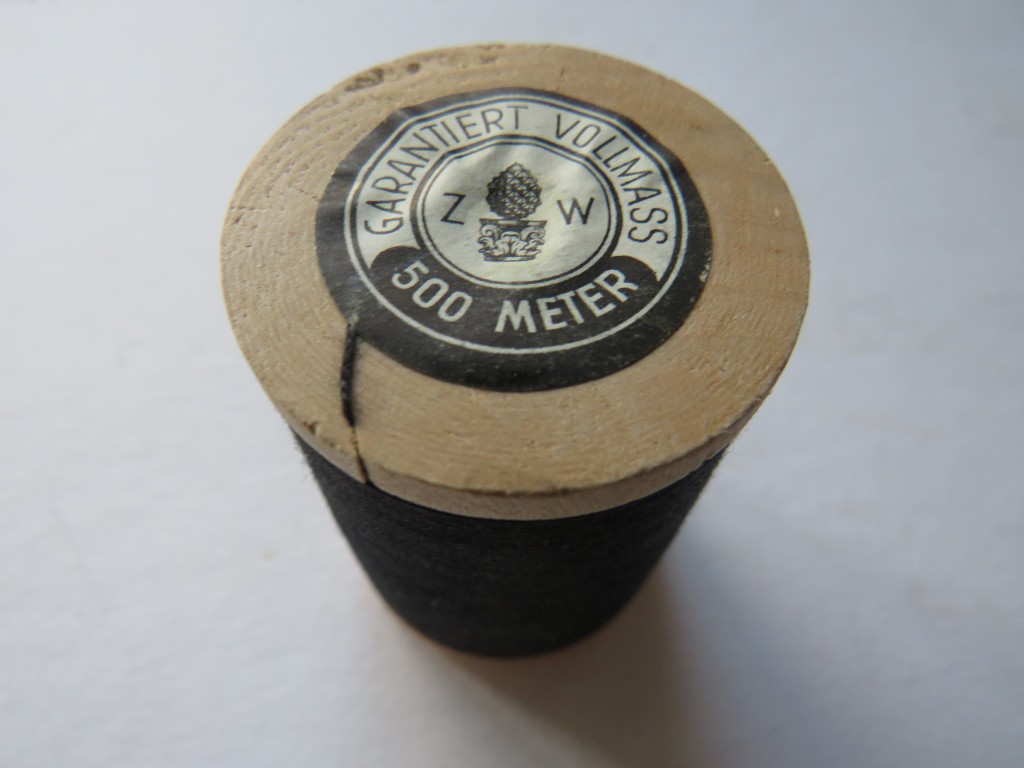 GARANTIERT VOLLMASS
Z W
500 METER